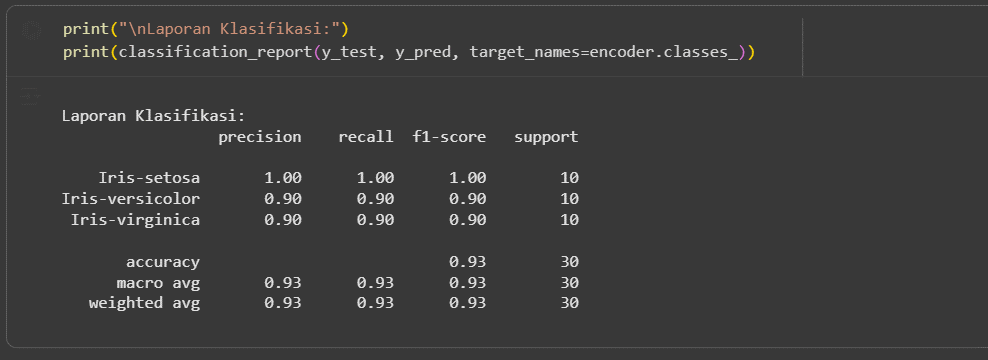 print("\nLaporan Klasifikasi:")
print(classification_report(y_test, y_pred, target_names=encoder.classes_))
Laporan Klasifikasi:
precision recall f1-score support
Iris-setosa 1.00 1.00 1.00 10
Iris-versicolor 0.90 0.90 0.90 10
Iris-virginica 0.90 0.90 0.90 10
accuracy 0.93 30
macro avg 0.93 0.93 0.93 30
weighted avg 0.93 0.93 0.93 30